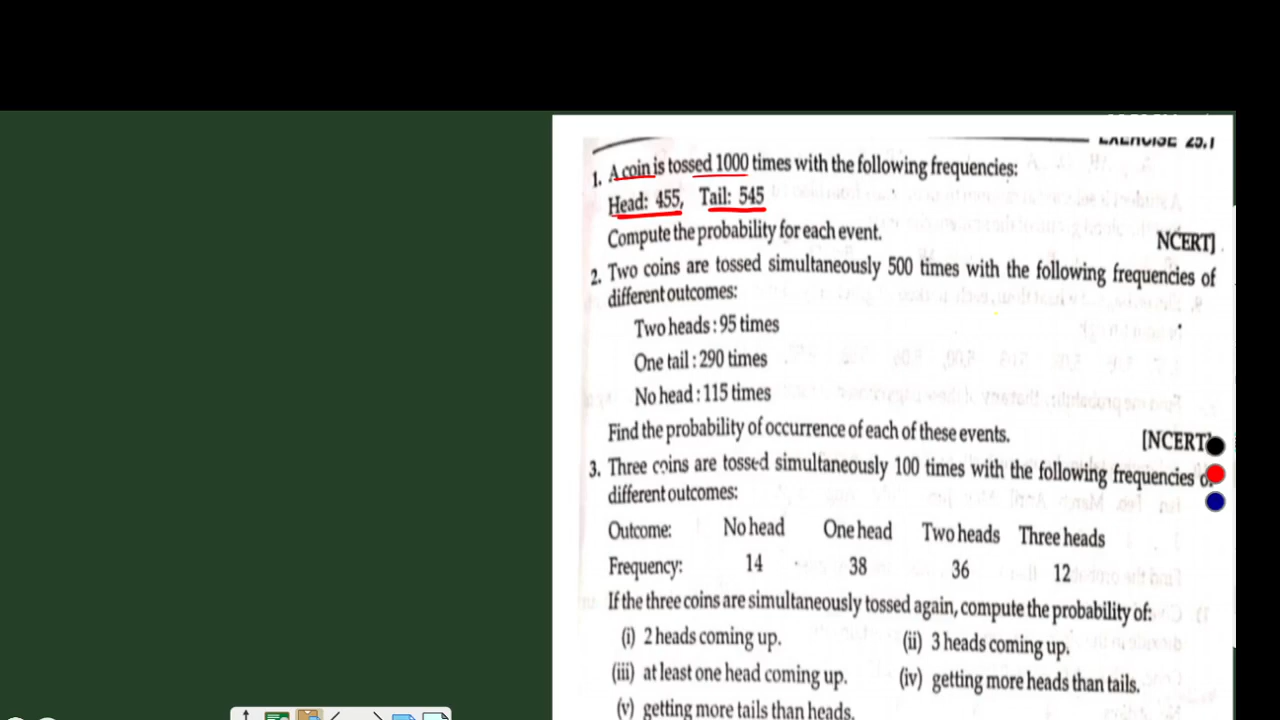 EXERCISE 25.1
1. A coin is tossed 1000 times with the following frequencies:
Head: 455, Tail: 545
Compute the probability for each event.
NCERT]
2. Two coins are tossed simultaneously 500 times with the following frequencies of
different outcomes:
Two heads : 95 times
One tail : 290 times
No head : 115 times
Find the probability of occurrence of each of these events. [NCERT]
3. Three coins are tossed simultaneously 100 times with the following frequencies of
different outcomes:
Outcome: No head One head Two heads Three heads
Frequency: 14 38 36 12
If the three coins are simultaneously tossed again, compute the probability of:
(i) 2 heads coming up. (ii) 3 heads coming up.
(iii) at least one head coming up. (iv) getting more heads than tails.
(v) getting more tails than heads.